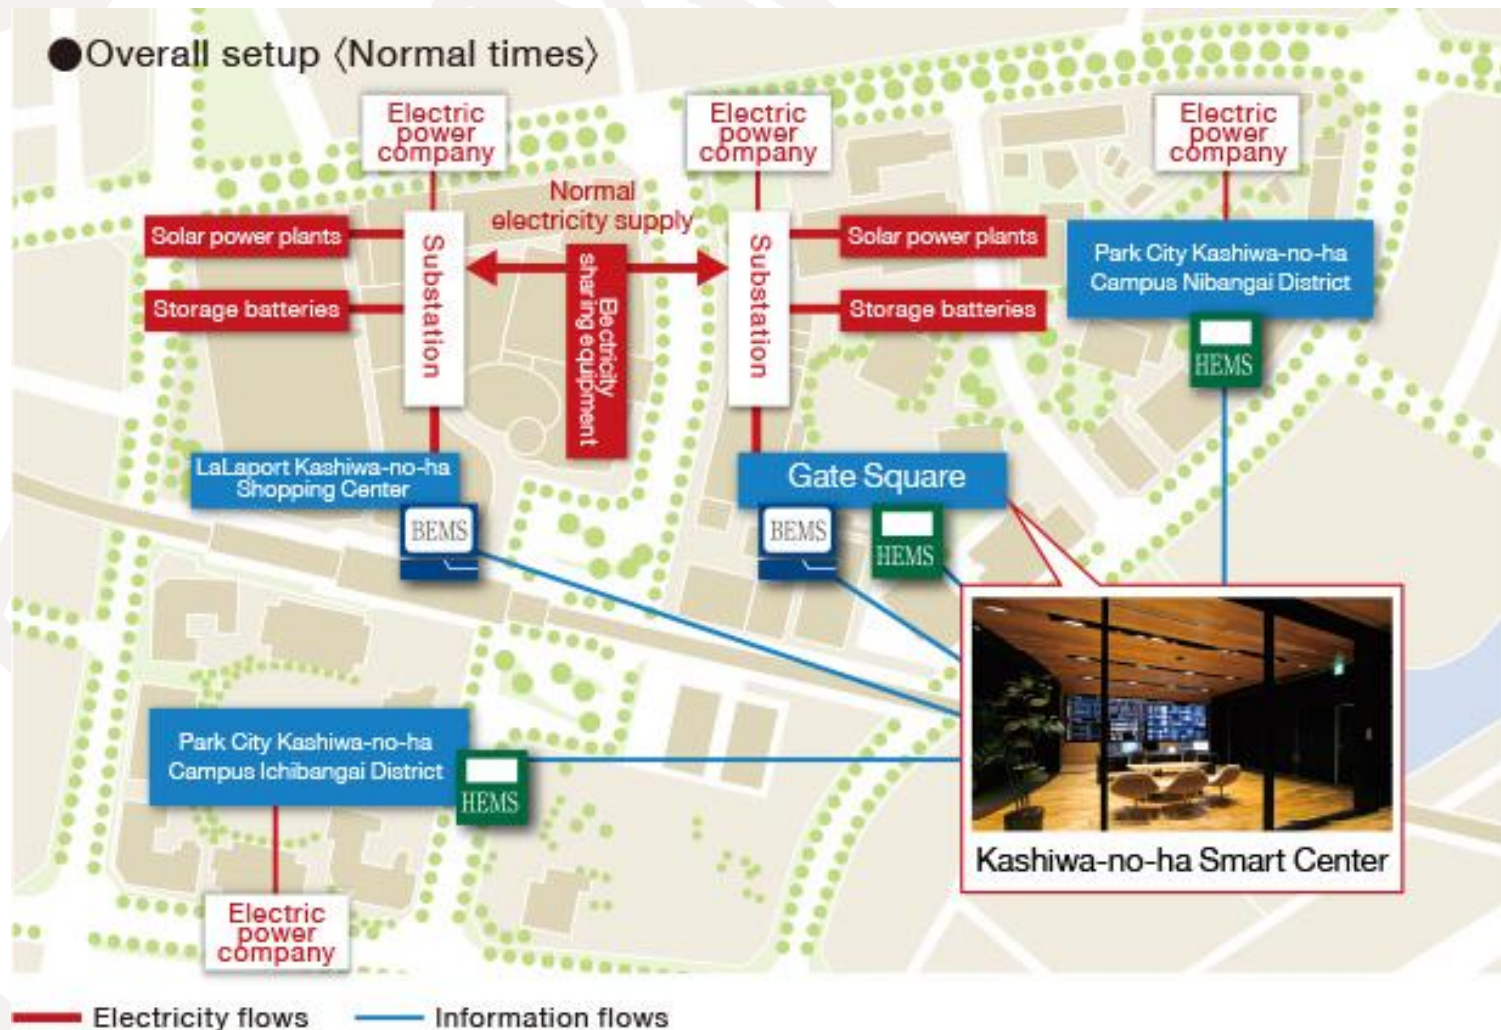 ●Overall setup〈Normal times〉
Electric
power
company
Electric
power
company
Electric
power
company
Normal
electricity supply
Solar power plants
Storage batteries
Substation
Electricity
sharing equipment
Substation
Solar power plants
Storage batteries
Park City Kashiwa-no-ha
Campus Nibangai District
HEMS
LaLaport Kashiwa-no-ha
Shopping Center
BEMS
Gate Square
BEMS
HEMS
Park City Kashiwa-no-ha
Campus Ichibangai District
HEMS
Kashiwa-no-ha Smart Center
Electric
power
company
Electricity flows
Information flows